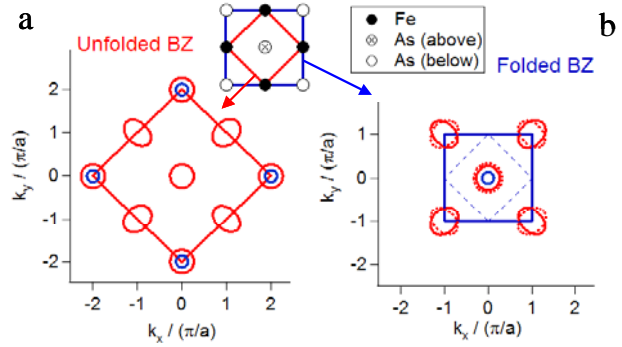 a
Unfolded BZ
Fe
As (above)
As (below)
b
Folded BZ
2
1
0
-1
-2
k_y / (π/a)
-2 -1 0 1 2
k_x / (π/a)
1
0
-1
-2
k_y / (π/a)
-2 -1 0 1 2
k_x / (π/a)